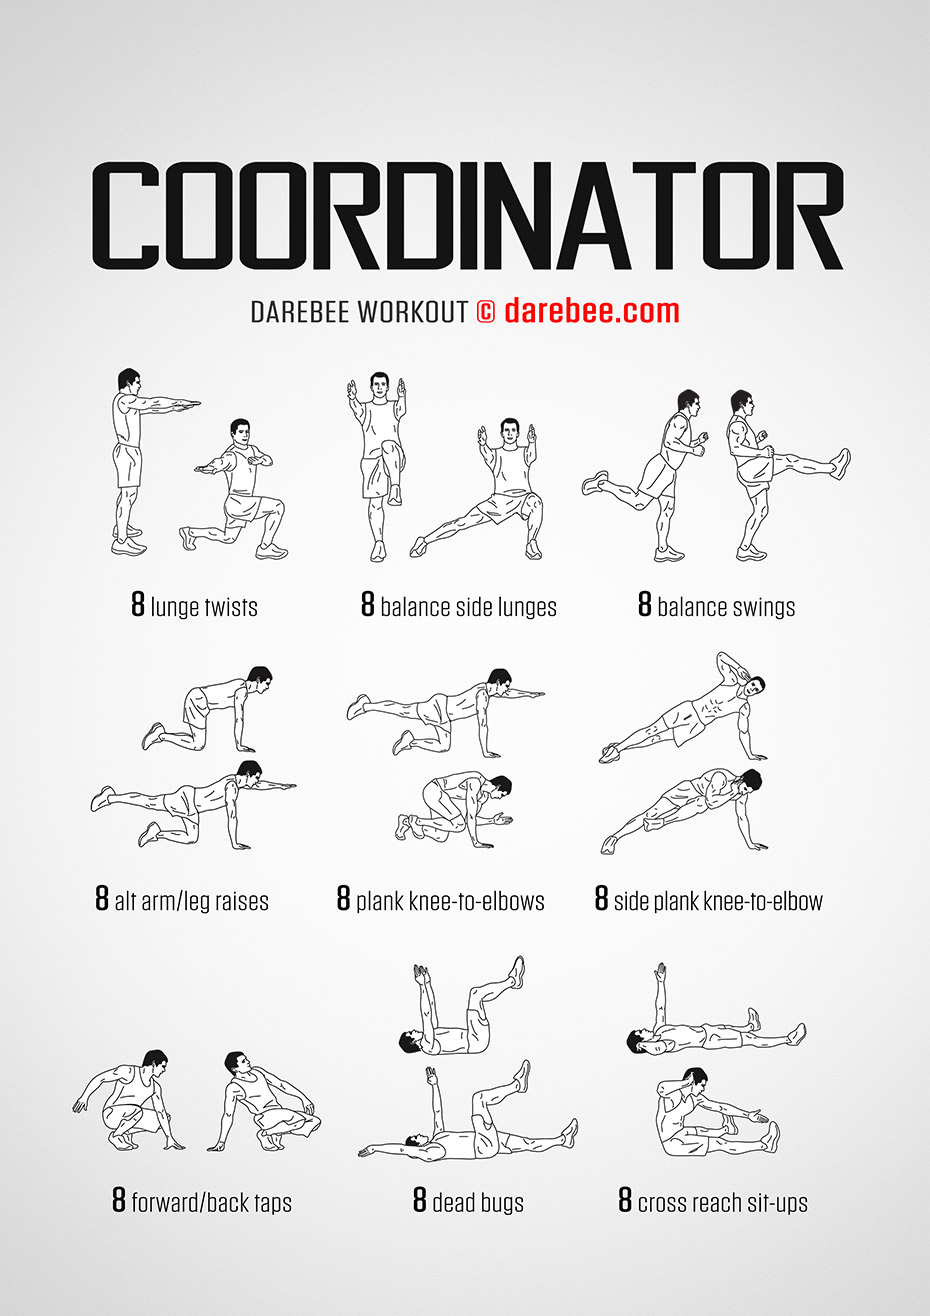 COORDINATOR
DAREBEE WORKOUT © darebee.com
8 lunge twists
8 balance side lunges
8 balance swings
8 alt arm/leg raises
8 plank knee-to-elbows
8 side plank knee-to-elbow
8 forward/back taps
8 dead bugs
8 cross reach sit-ups